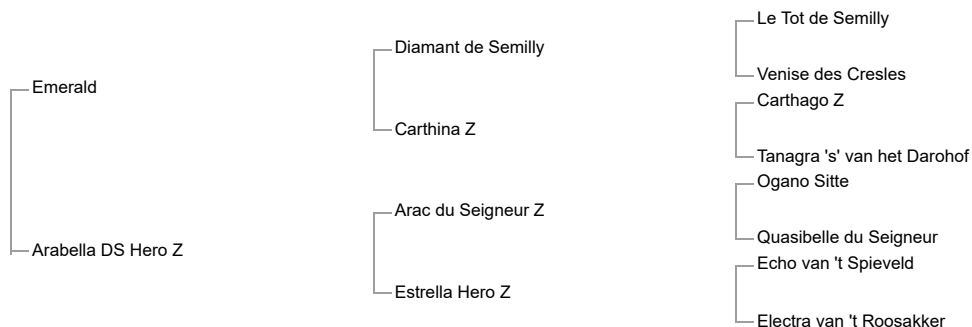 Le Tot de Semilly
Diamant de Semilly
Venise des Cresles
Emerald
Carthago Z
Carthina Z
Tanagra 's' van het Darohof
Ogano Sitte
Arac du Seigneur Z
Quasibelle du Seigneur
Arabella DS Hero Z
Echo van 't Spieveld
Estrella Hero Z
Electra van 't Roosakker